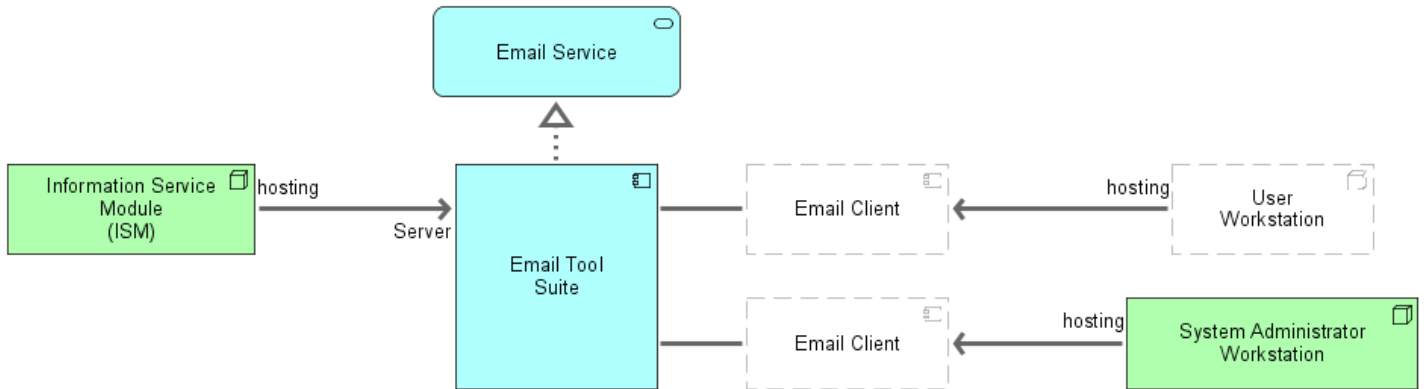 Email Service
Information Service
Module
(ISM)
hosting
Server
Email Tool
Suite
Email Client
hosting
User
Workstation
Email Client
hosting
System Administrator
Workstation